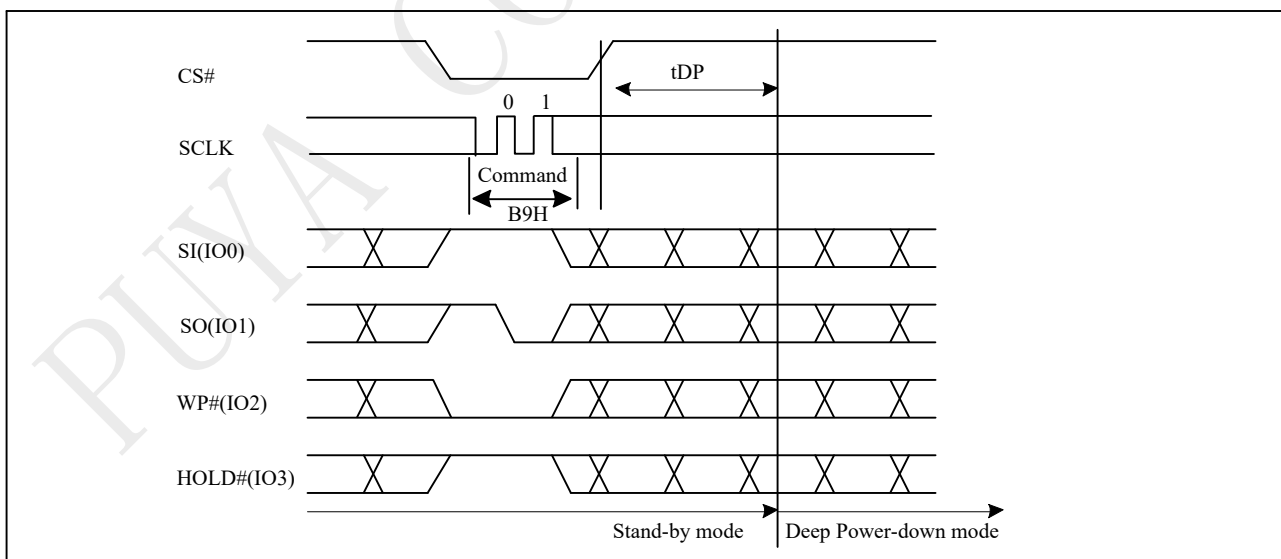 CS#
tDP
0 1
SCLK
Command
B9H
SI(IO0)
SO(IO1)
WP#(IO2)
HOLD#(IO3)
Stand-by mode Deep Power-down mode
PUYA CO